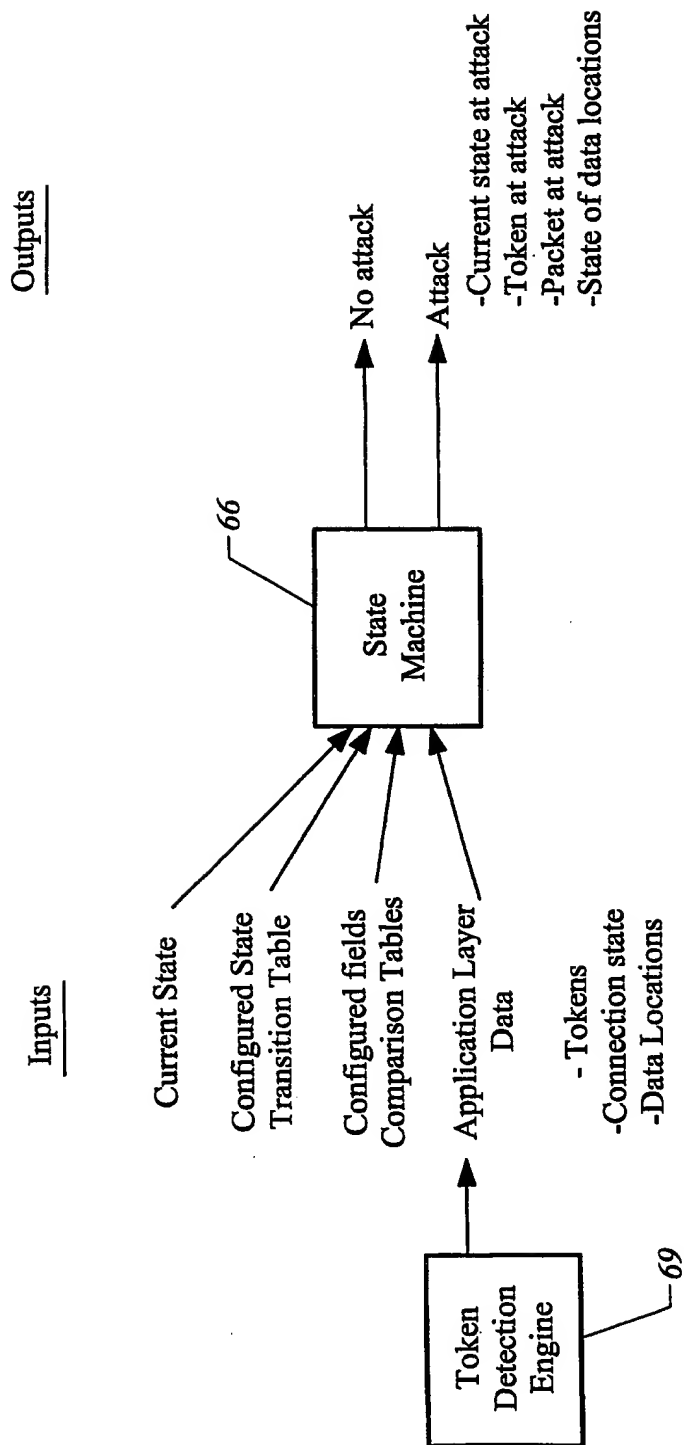 Inputs
Outputs
Current State
Configured State
Transition Table
Configured fields
Comparison Tables
Application Layer
Data
- Tokens
-Connection state
-Data Locations
Token
Detection
Engine
69
State
Machine
66
No attack
Attack
-Current state at attack
-Token at attack
-Packet at attack
-State of data locations